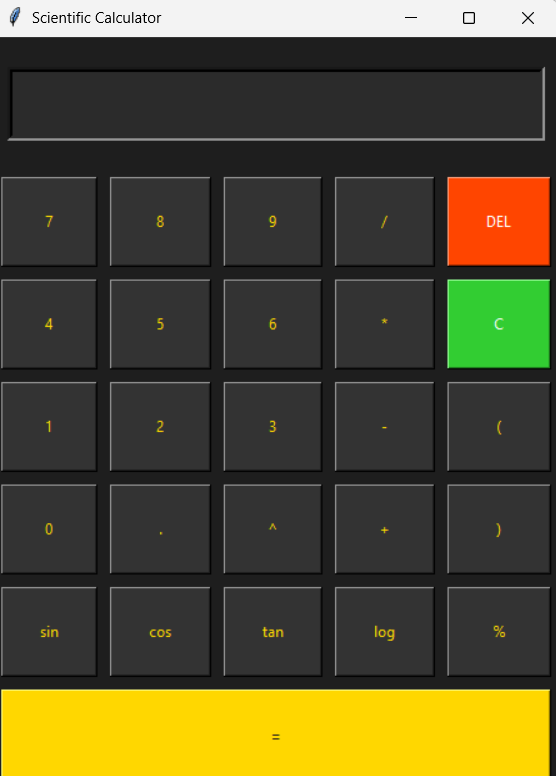 Scientific Calculator
7 8 9 / DEL
4 5 6 * C
1 2 3 - (
0 . ^ + )
sin cos tan log %
=